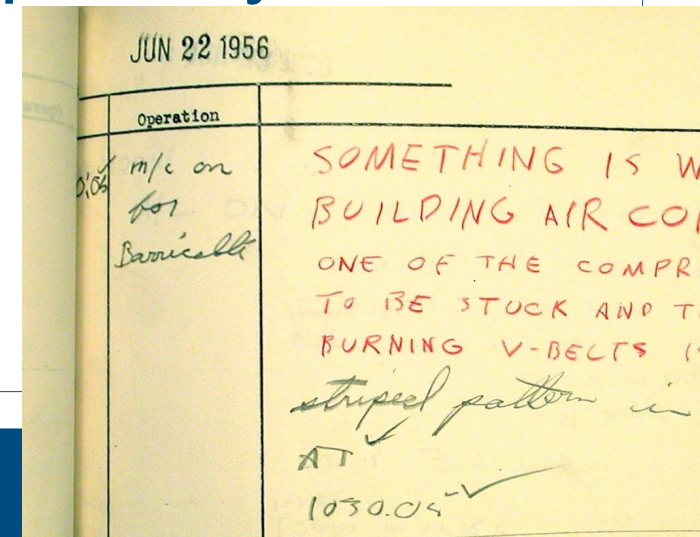 JUN 22 1956
Operation
m/c on
for
Barricelli
SOMETHING IS W
BUILDING AIR CO
ONE OF THE COMPR
TO BE STUCK AND T
BURNING V-BELTS
striped pattern in
AT
1030.05